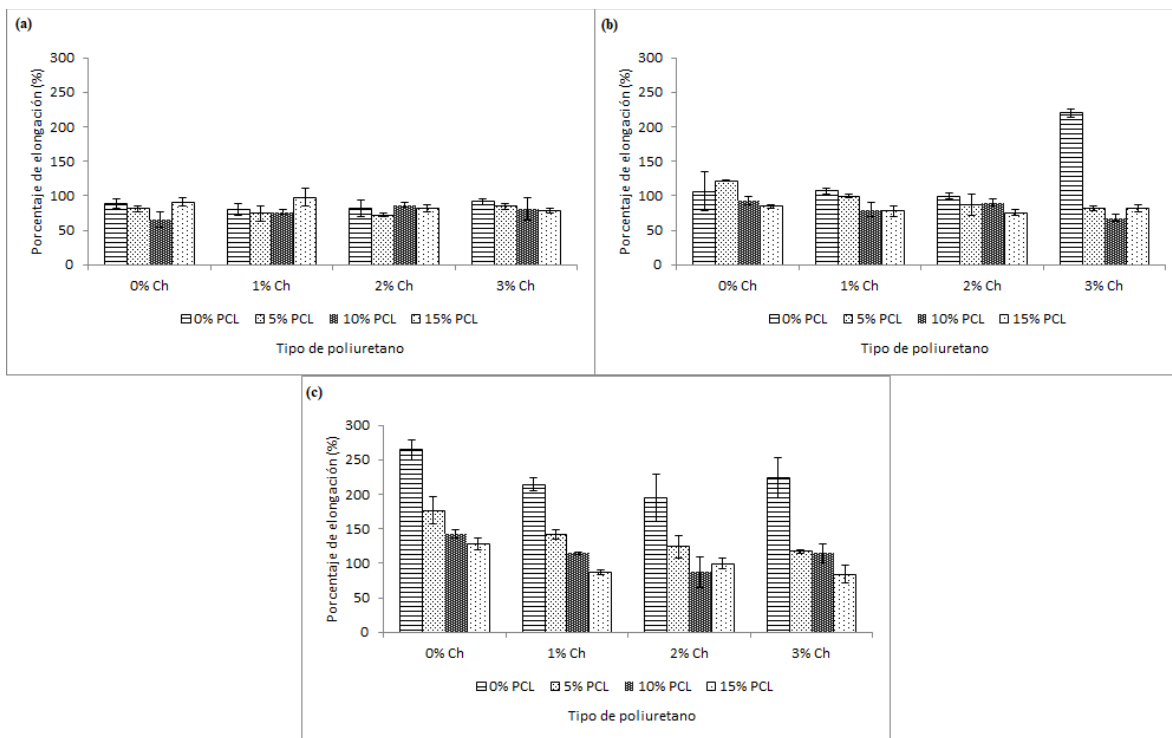 (a)
Porcentaje de elongación (%)
300
250
200
150
100
50
0
0% Ch 1% Ch 2% Ch 3% Ch
0% PCL 5% PCL 10% PCL 15% PCL
Tipo de poliuretano
(b)
Porcentaje de elongación (%)
300
250
200
150
100
50
0
0% Ch 1% Ch 2% Ch 3% Ch
0% PCL 5% PCL 10% PCL 15% PCL
Tipo de poliuretano
(c)
Porcentaje de elongación (%)
300
250
200
150
100
50
0
0% Ch 1% Ch 2% Ch 3% Ch
0% PCL 5% PCL 10% PCL 15% PCL
Tipo de poliuretano